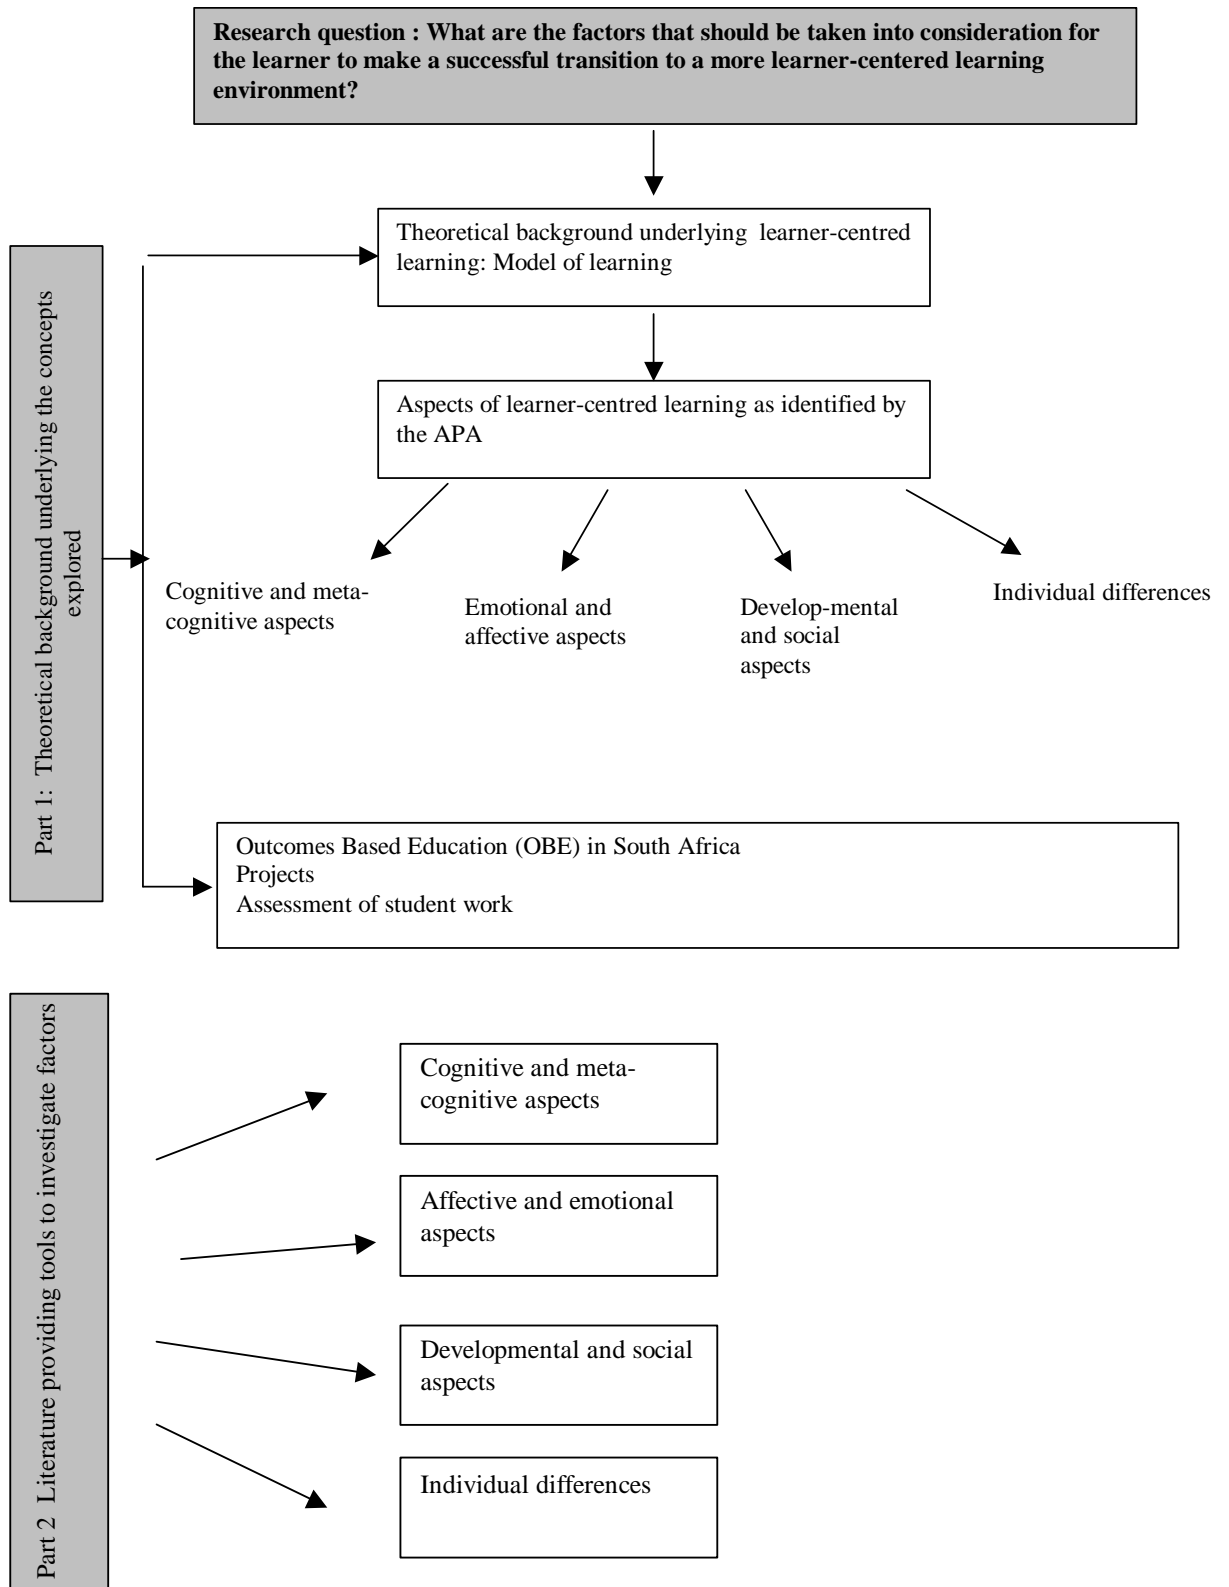 Research question : What are the factors that should be taken into consideration for
the learner to make a successful transition to a more learner-centered learning
environment?
Theoretical background underlying learner-centred
learning: Model of learning
Part 1: Theoretical background underlying the concepts
explored
Aspects of learner-centred learning as identified by
the APA
Cognitive and meta-
cognitive aspects
Emotional and
affective aspects
Develop-mental
and social
aspects
Individual differences
Outcomes Based Education (OBE) in South Africa
Projects
Assessment of student work
Part 2 Literature providing tools to investigate factors
Cognitive and meta-
cognitive aspects
Affective and emotional
aspects
Developmental and social
aspects
Individual differences